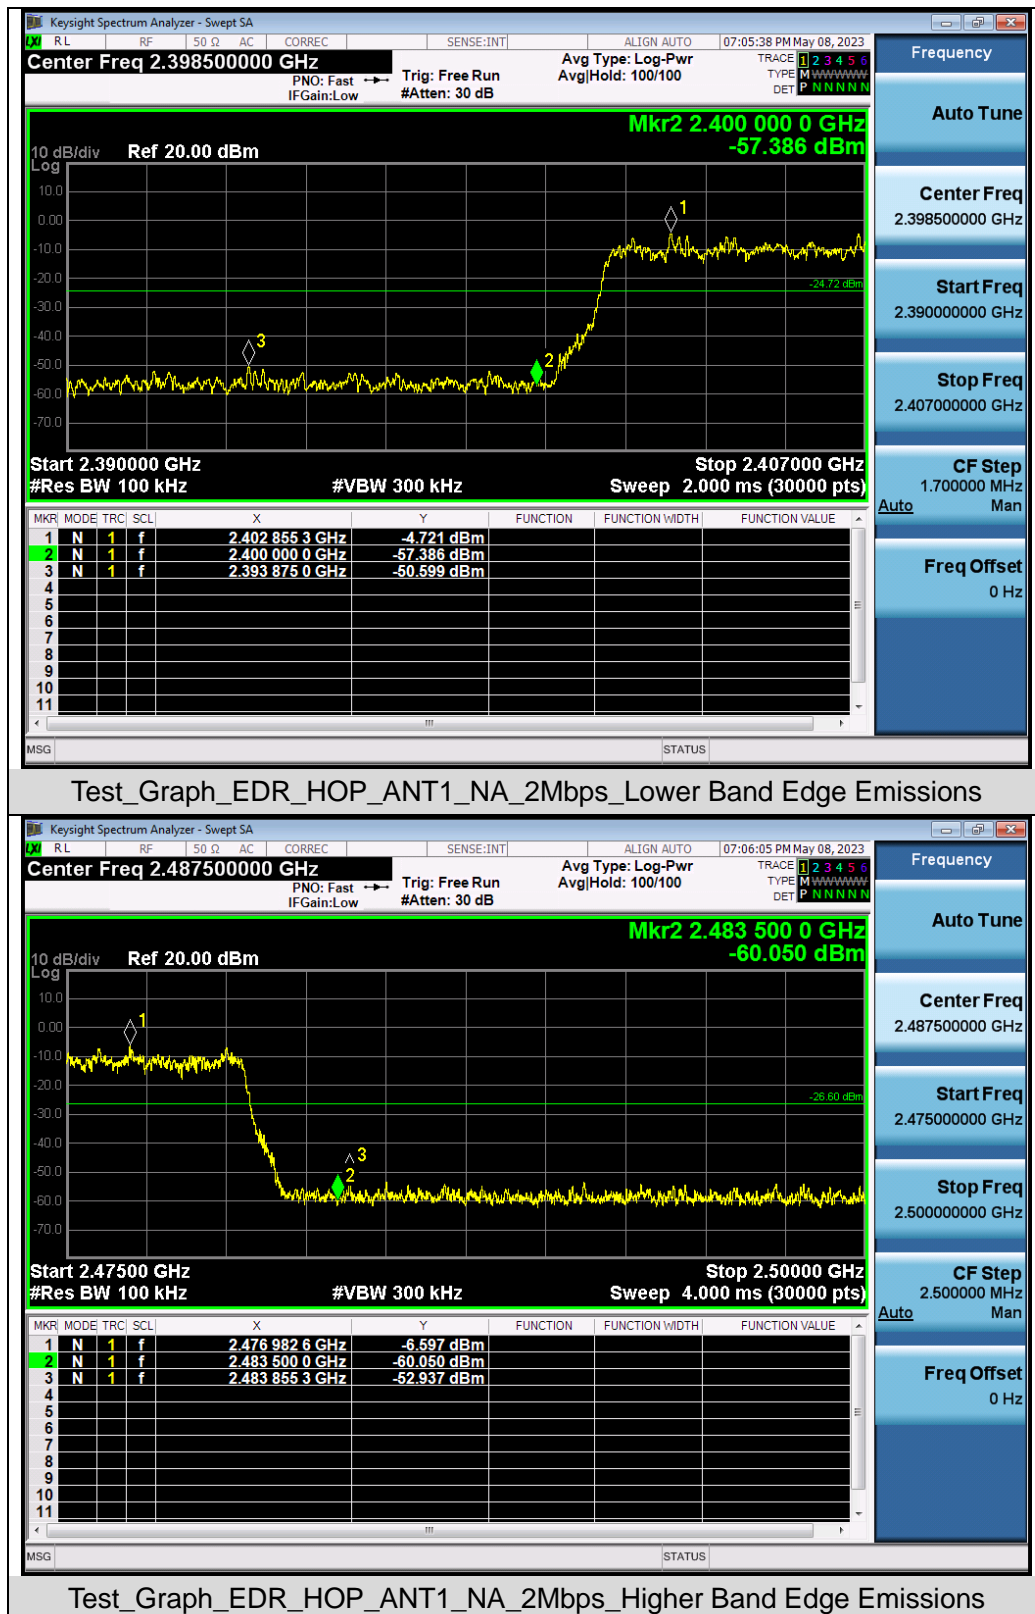 Keysight Spectrum Analyzer - Swept SA
LXI RL RF 50 Ω AC CORREC SENSE:INT ALIGN AUTO 07:05:38 PM May 08, 2023
Center Freq 2.398500000 GHz
PNO: Fast
IFGain:Low
Trig: Free Run
#Atten: 30 dB
Avg Type: Log-Pwr
Avg|Hold: 100/100
TRACE 1 2 3 4 5 6
TYPE M W W W W W
DET P N N N N N
Mkr2 2.400 000 0 GHz
-57.386 dBm
10 dB/div Ref 20.00 dBm
Log
10.0
0.00
-10.0
-20.0
-30.0
-40.0
-50.0
-60.0
-70.0
1
-24.72 dBm
3
2
Start 2.390000 GHz Stop 2.407000 GHz
#Res BW 100 kHz #VBW 300 kHz Sweep 2.000 ms (30000 pts)
MKR MODE TRC SCL X Y FUNCTION FUNCTION WIDTH FUNCTION VALUE
1 N 1 f 2.402 855 3 GHz -4.721 dBm
2 N 1 f 2.400 000 0 GHz -57.386 dBm
3 N 1 f 2.393 875 0 GHz -50.599 dBm
4
5
6
7
8
9
10
11
MSG STATUS
Frequency
Auto Tune
Center Freq
2.398500000 GHz
Start Freq
2.390000000 GHz
Stop Freq
2.407000000 GHz
CF Step
1.700000 MHz
Auto Man
Freq Offset
0 Hz
Test_Graph_EDR_HOP_ANT1_NA_2Mbps_Lower Band Edge Emissions
Keysight Spectrum Analyzer - Swept SA
LXI RL RF 50 Ω AC CORREC SENSE:INT ALIGN AUTO 07:06:05 PM May 08, 2023
Center Freq 2.487500000 GHz
PNO: Fast
IFGain:Low
Trig: Free Run
#Atten: 30 dB
Avg Type: Log-Pwr
Avg|Hold: 100/100
TRACE 1 2 3 4 5 6
TYPE M W W W W W
DET P N N N N N
Mkr2 2.483 500 0 GHz
-60.050 dBm
10 dB/div Ref 20.00 dBm
Log
10.0
0.00
-10.0
-20.0
-30.0
-40.0
-50.0
-60.0
-70.0
1
-26.60 dBm
3
2
Start 2.47500 GHz Stop 2.50000 GHz
#Res BW 100 kHz #VBW 300 kHz Sweep 4.000 ms (30000 pts)
MKR MODE TRC SCL X Y FUNCTION FUNCTION WIDTH FUNCTION VALUE
1 N 1 f 2.476 982 6 GHz -6.597 dBm
2 N 1 f 2.483 500 0 GHz -60.050 dBm
3 N 1 f 2.483 855 3 GHz -52.937 dBm
4
5
6
7
8
9
10
11
MSG STATUS
Frequency
Auto Tune
Center Freq
2.487500000 GHz
Start Freq
2.475000000 GHz
Stop Freq
2.500000000 GHz
CF Step
2.500000 MHz
Auto Man
Freq Offset
0 Hz
Test_Graph_EDR_HOP_ANT1_NA_2Mbps_Higher Band Edge Emissions